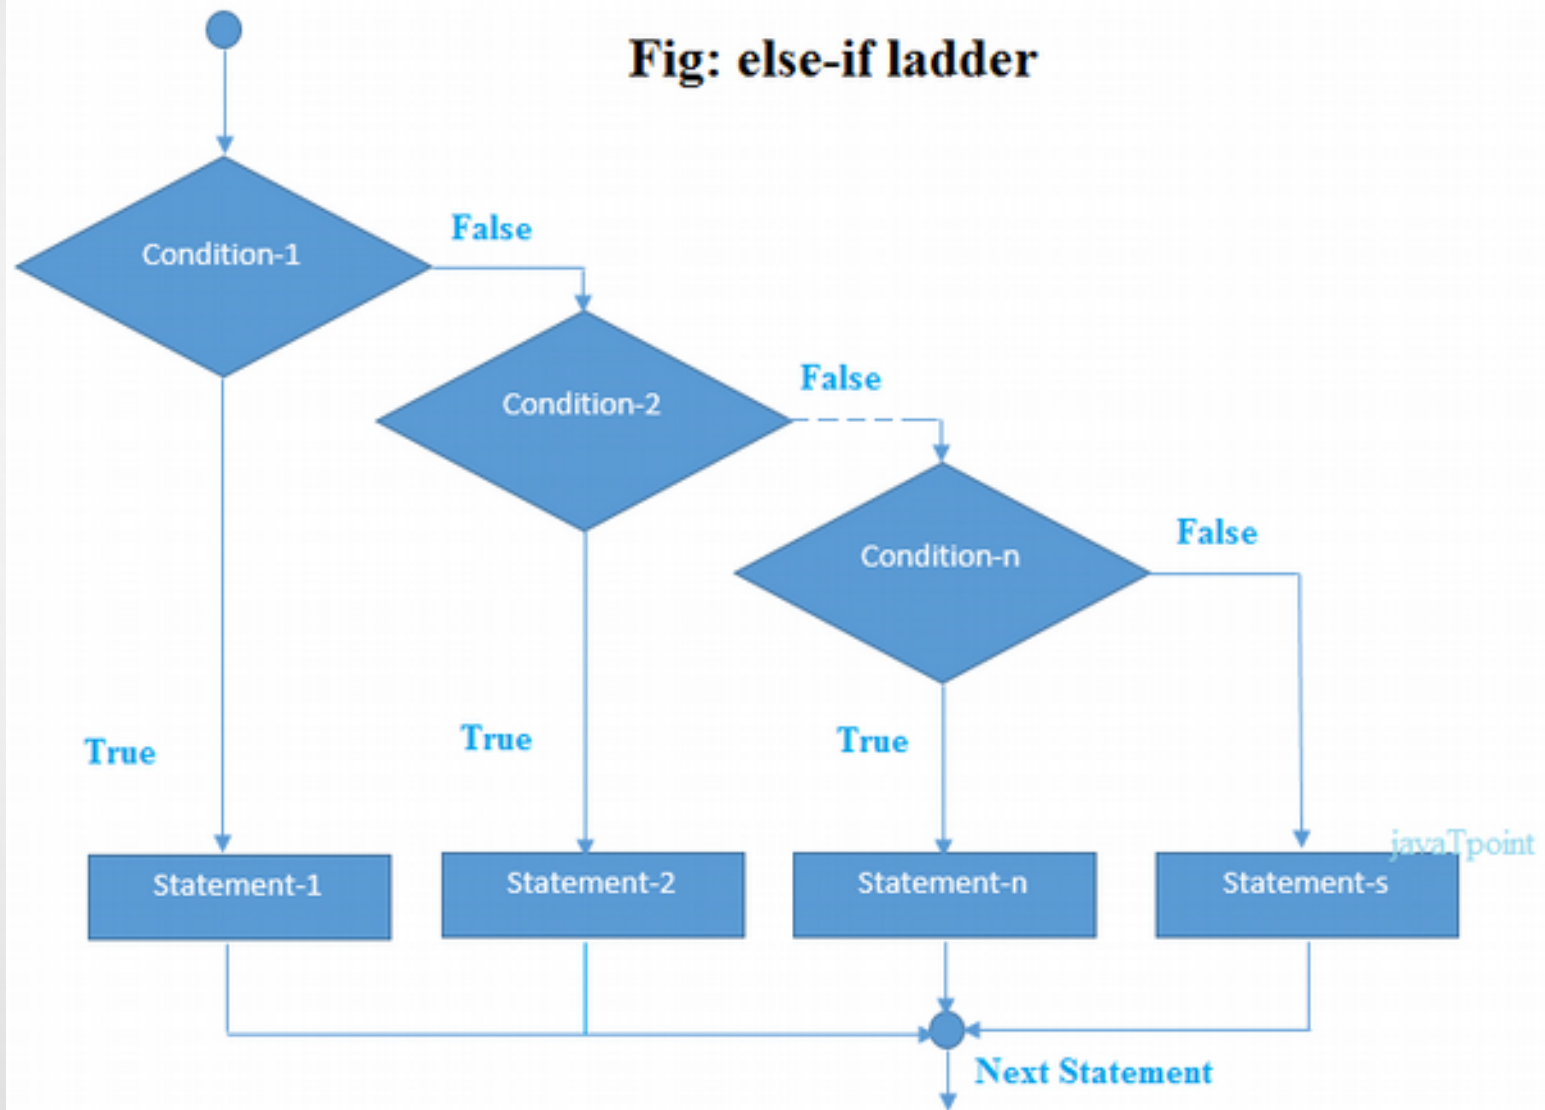 Fig: else-if ladder
False
Condition-1
False
Condition-2
False
Condition-n
True
True
True
javaTpoint
Statement-1
Statement-2
Statement-n
Statement-s
Next Statement